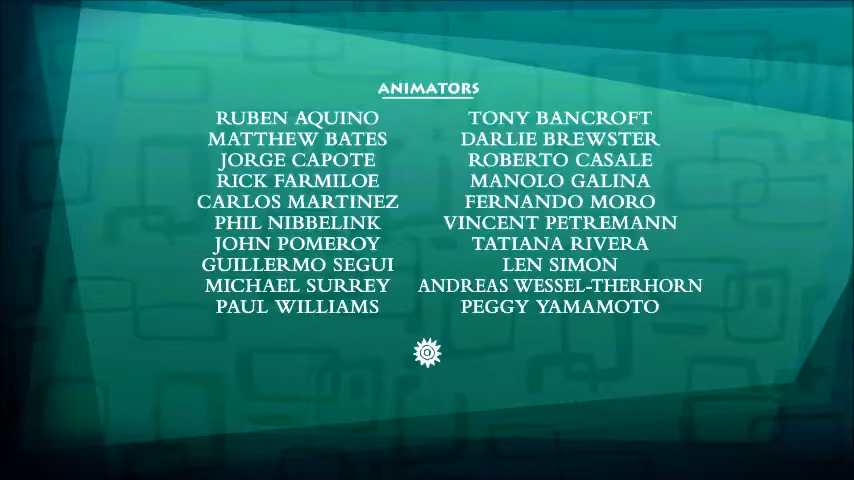 ANIMATORS
RUBEN AQUINO TONY BANCROFT
MATTHEW BATES DARLIE BREWSTER
JORGE CAPOTE ROBERTO CASALE
RICK FARMILOE MANOLO GALINA
CARLOS MARTINEZ FERNANDO MORO
PHIL NIBBELINK VINCENT PETREMANN
JOHN POMEROY TATIANA RIVERA
GUILLERMO SEGUI LEN SIMON
MICHAEL SURREY ANDREAS WESSEL-THERHORN
PAUL WILLIAMS PEGGY YAMAMOTO